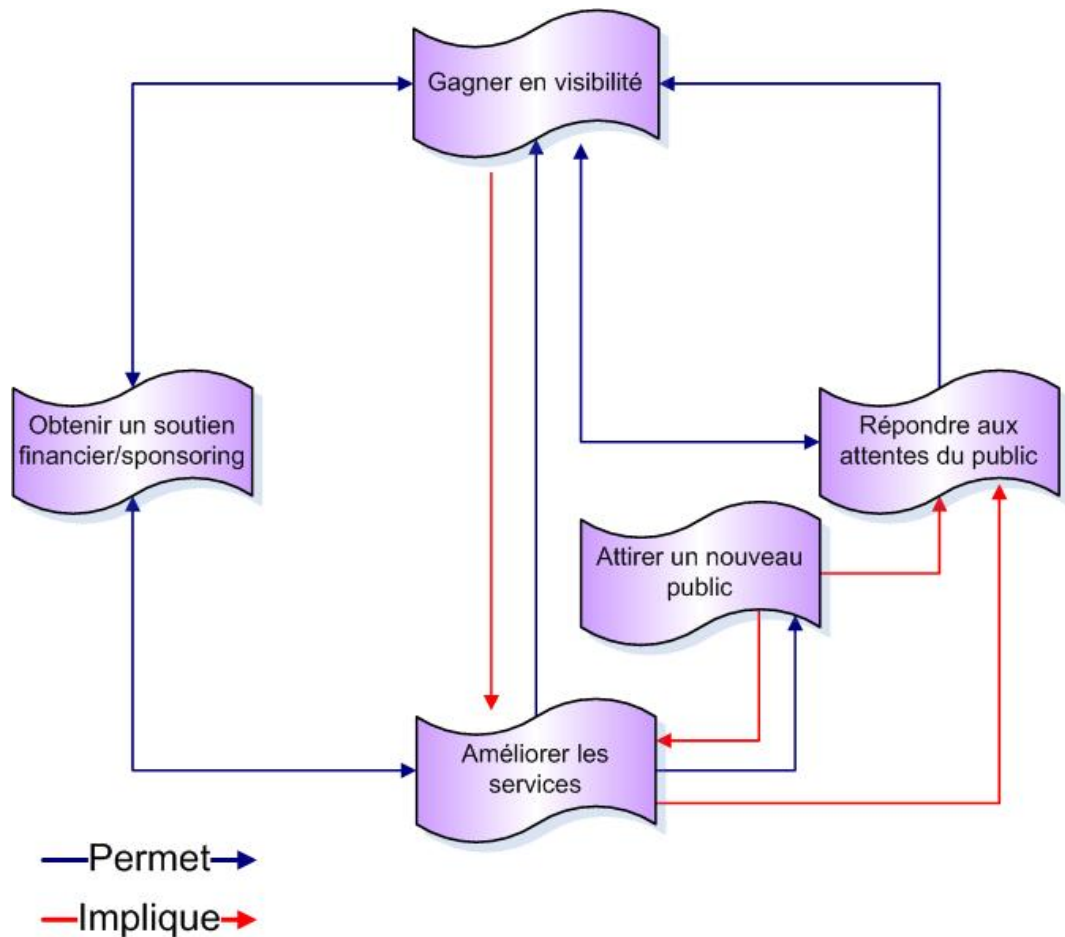 Gagner en visibilité
Obtenir un soutien
financier/sponsoring
Répondre aux
attentes du public
Attirer un nouveau
public
Améliorer les
services
Permet
Implique